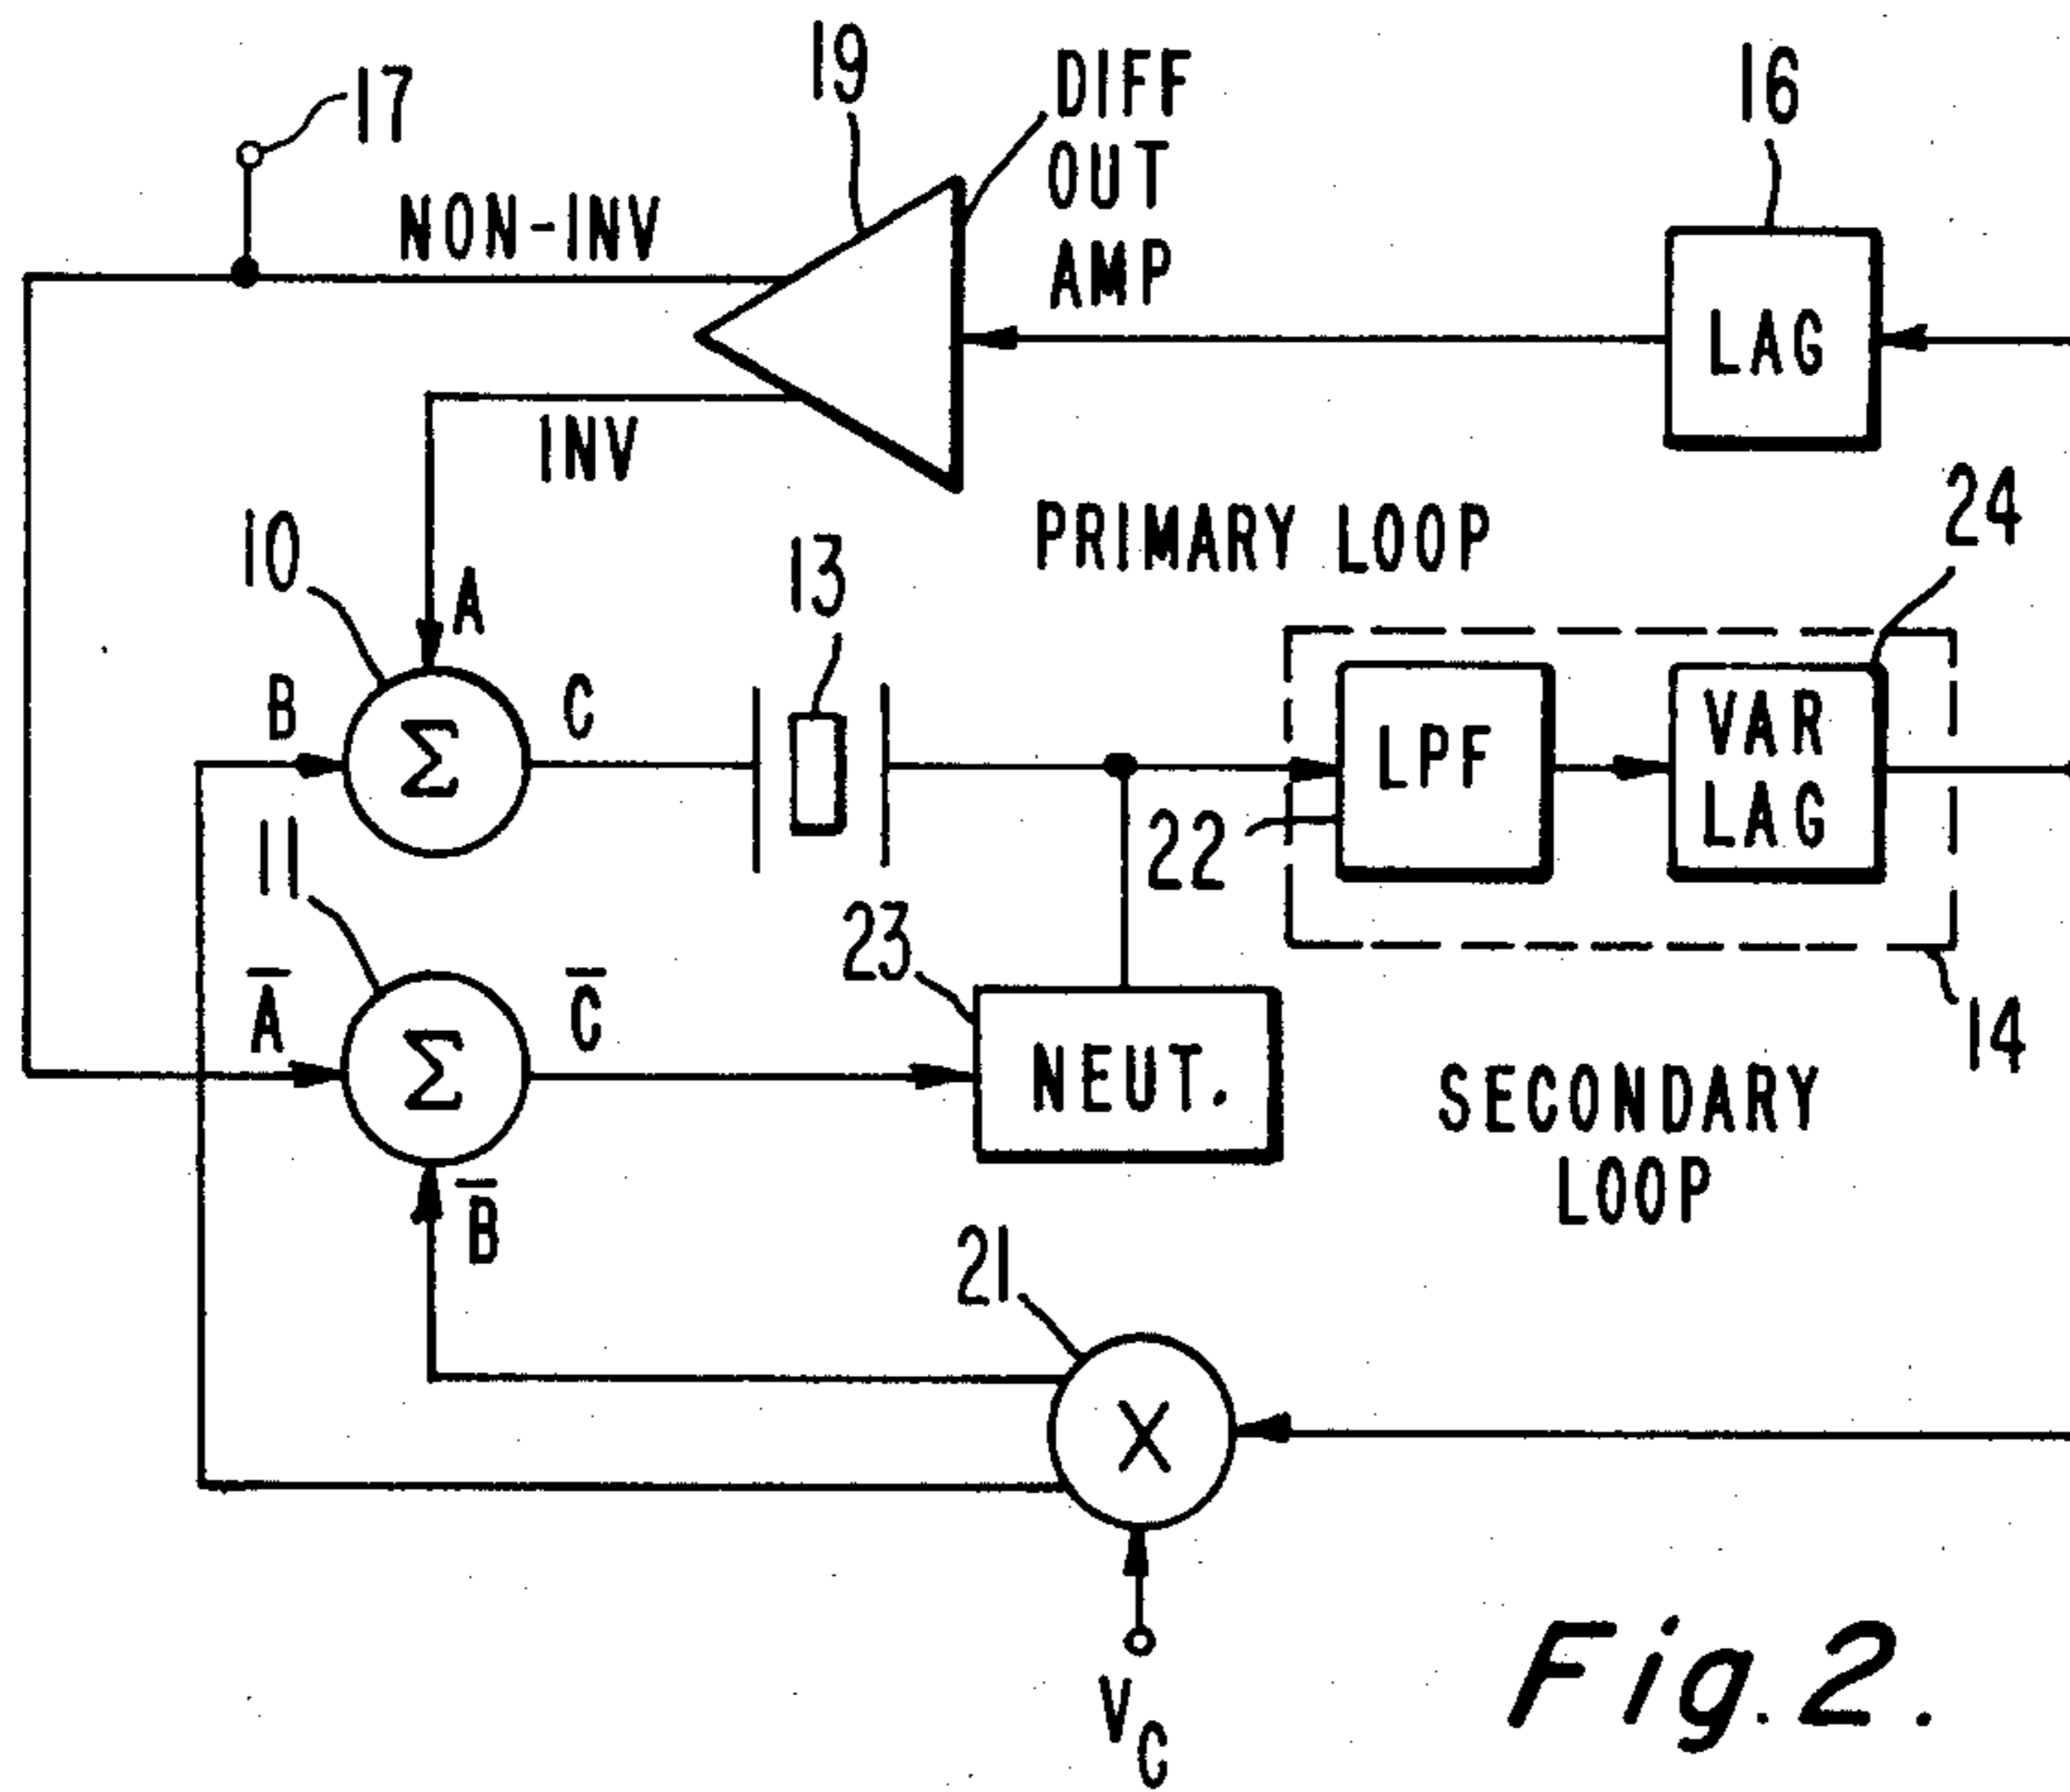 17
19
DIFF
OUT
AMP
16
NON-INV
LAG
INV
PRIMARY LOOP
24
10
A
13
B
Σ
C
LPF
VAR
LAG
22
11
23
A̅
Σ
C̅
NEUT.
14
SECONDARY
LOOP
B̅
21
X
V_C
Fig. 2.